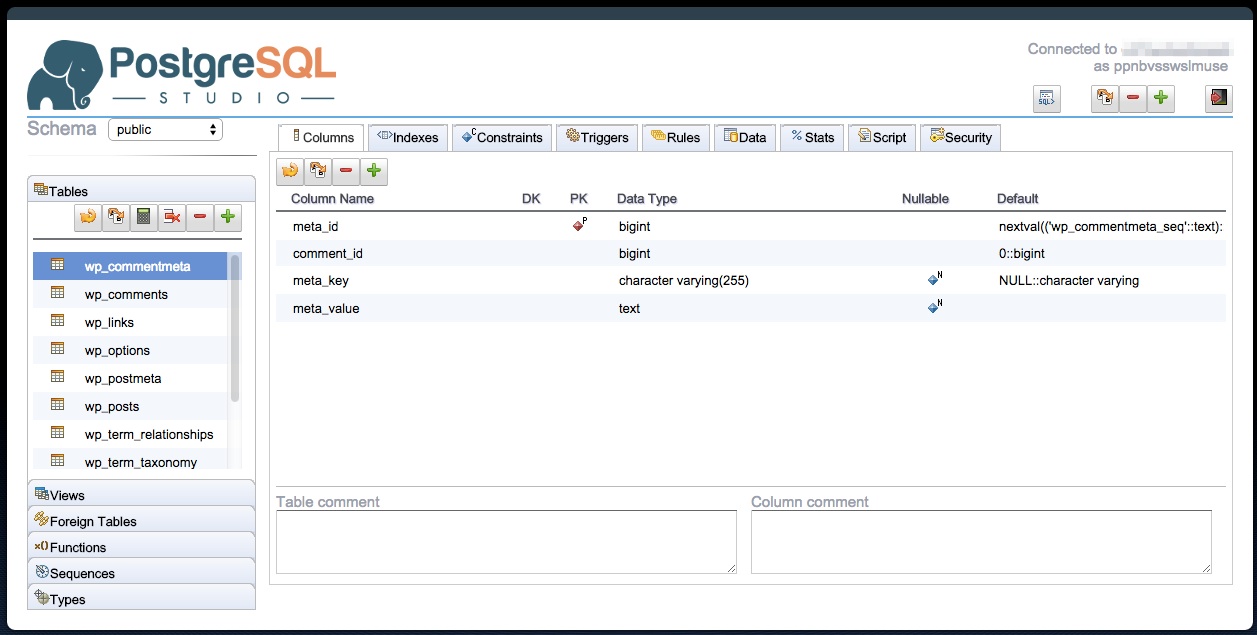 PostgreSQL
STUDIO
Connected to
as ppnbvsswslmuse
SQL>
Schema public
Columns Indexes Constraints Triggers Rules Data Stats Script Security
Tables
Column Name DK PK Data Type Nullable Default
meta_id P bigint nextval(('wp_commentmeta_seq'::text):
comment_id bigint 0::bigint
meta_key character varying(255) N NULL::character varying
meta_value text N
wp_commentmeta
wp_comments
wp_links
wp_options
wp_postmeta
wp_posts
wp_term_relationships
wp_term_taxonomy
Views
Foreign Tables
Functions
Sequences
Types
Table comment
Column comment